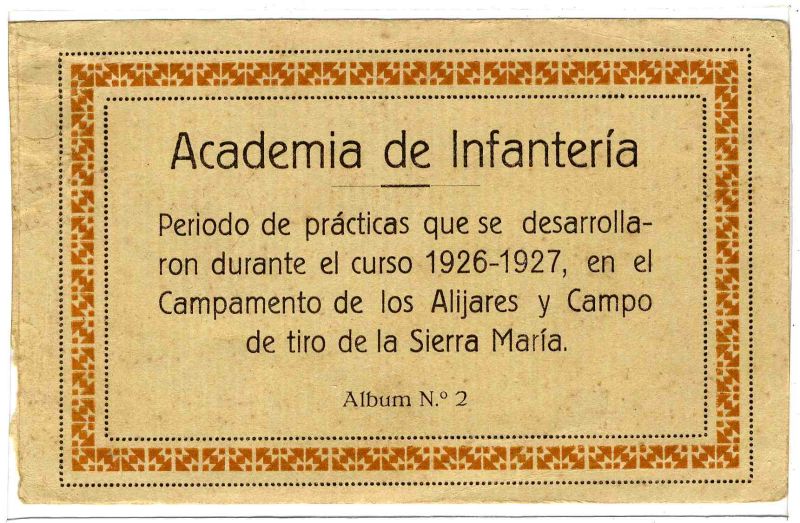 Academia de Infantería
Periodo de prácticas que se desarrolla-
ron durante el curso 1926-1927, en el
Campamento de los Alijares y Campo
de tiro de la Sierra María.
Album N.º 2